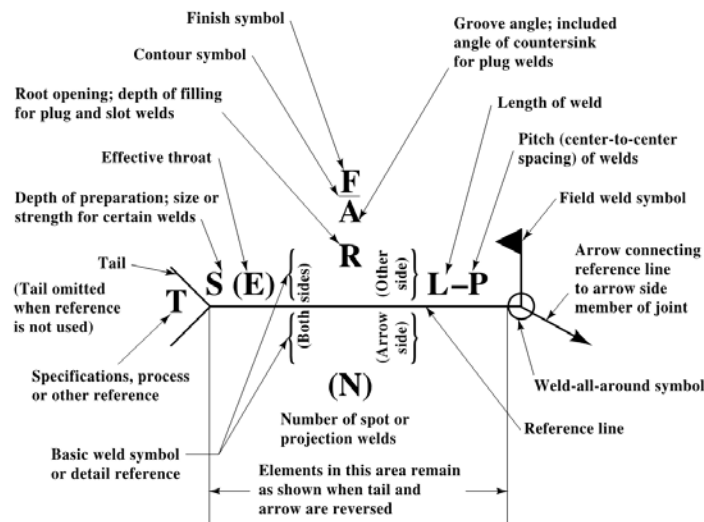 Finish symbol
Contour symbol
Groove angle; included
angle of countersink
for plug welds
Root opening; depth of filling
for plug and slot welds
Length of weld
Effective throat
Pitch (center-to-center
spacing) of welds
Depth of preparation; size or
strength for certain welds
Field weld symbol
F
A
R
Tail
(Tail omitted
when reference
is not used)
T
S (E)
(Both sides)
(Other
side)
L–P
Arrow connecting
reference line
to arrow side
member of joint
(Arrow
side)
Specifications, process
or other reference
(N)
Weld-all-around symbol
Number of spot or
projection welds
Reference line
Basic weld symbol
or detail reference
Elements in this area remain
as shown when tail and
arrow are reversed